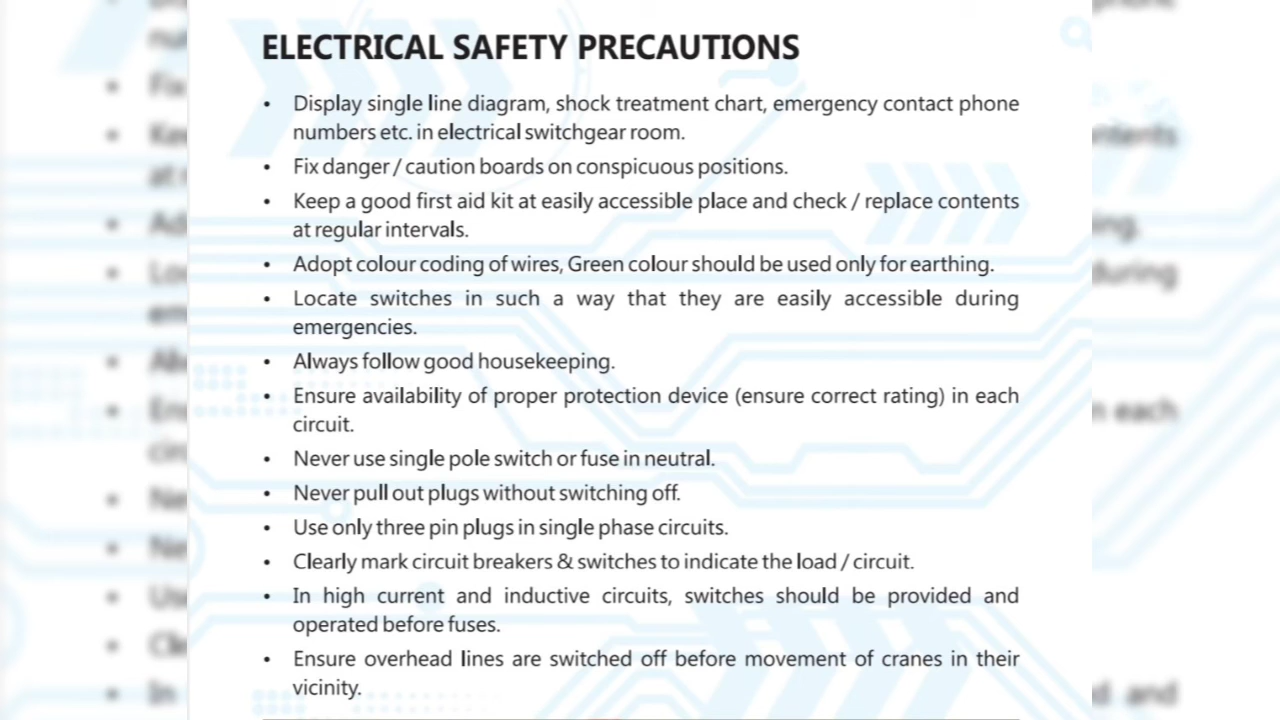 ELECTRICAL SAFETY PRECAUTIONS
• Display single line diagram, shock treatment chart, emergency contact phone
numbers etc. in electrical switchgear room.
• Fix danger / caution boards on conspicuous positions.
• Keep a good first aid kit at easily accessible place and check / replace contents
at regular intervals.
• Adopt colour coding of wires, Green colour should be used only for earthing.
• Locate switches in such a way that they are easily accessible during
emergencies.
• Always follow good housekeeping.
• Ensure availability of proper protection device (ensure correct rating) in each
circuit.
• Never use single pole switch or fuse in neutral.
• Never pull out plugs without switching off.
• Use only three pin plugs in single phase circuits.
• Clearly mark circuit breakers & switches to indicate the load / circuit.
• In high current and inductive circuits, switches should be provided and
operated before fuses.
• Ensure overhead lines are switched off before movement of cranes in their
vicinity.